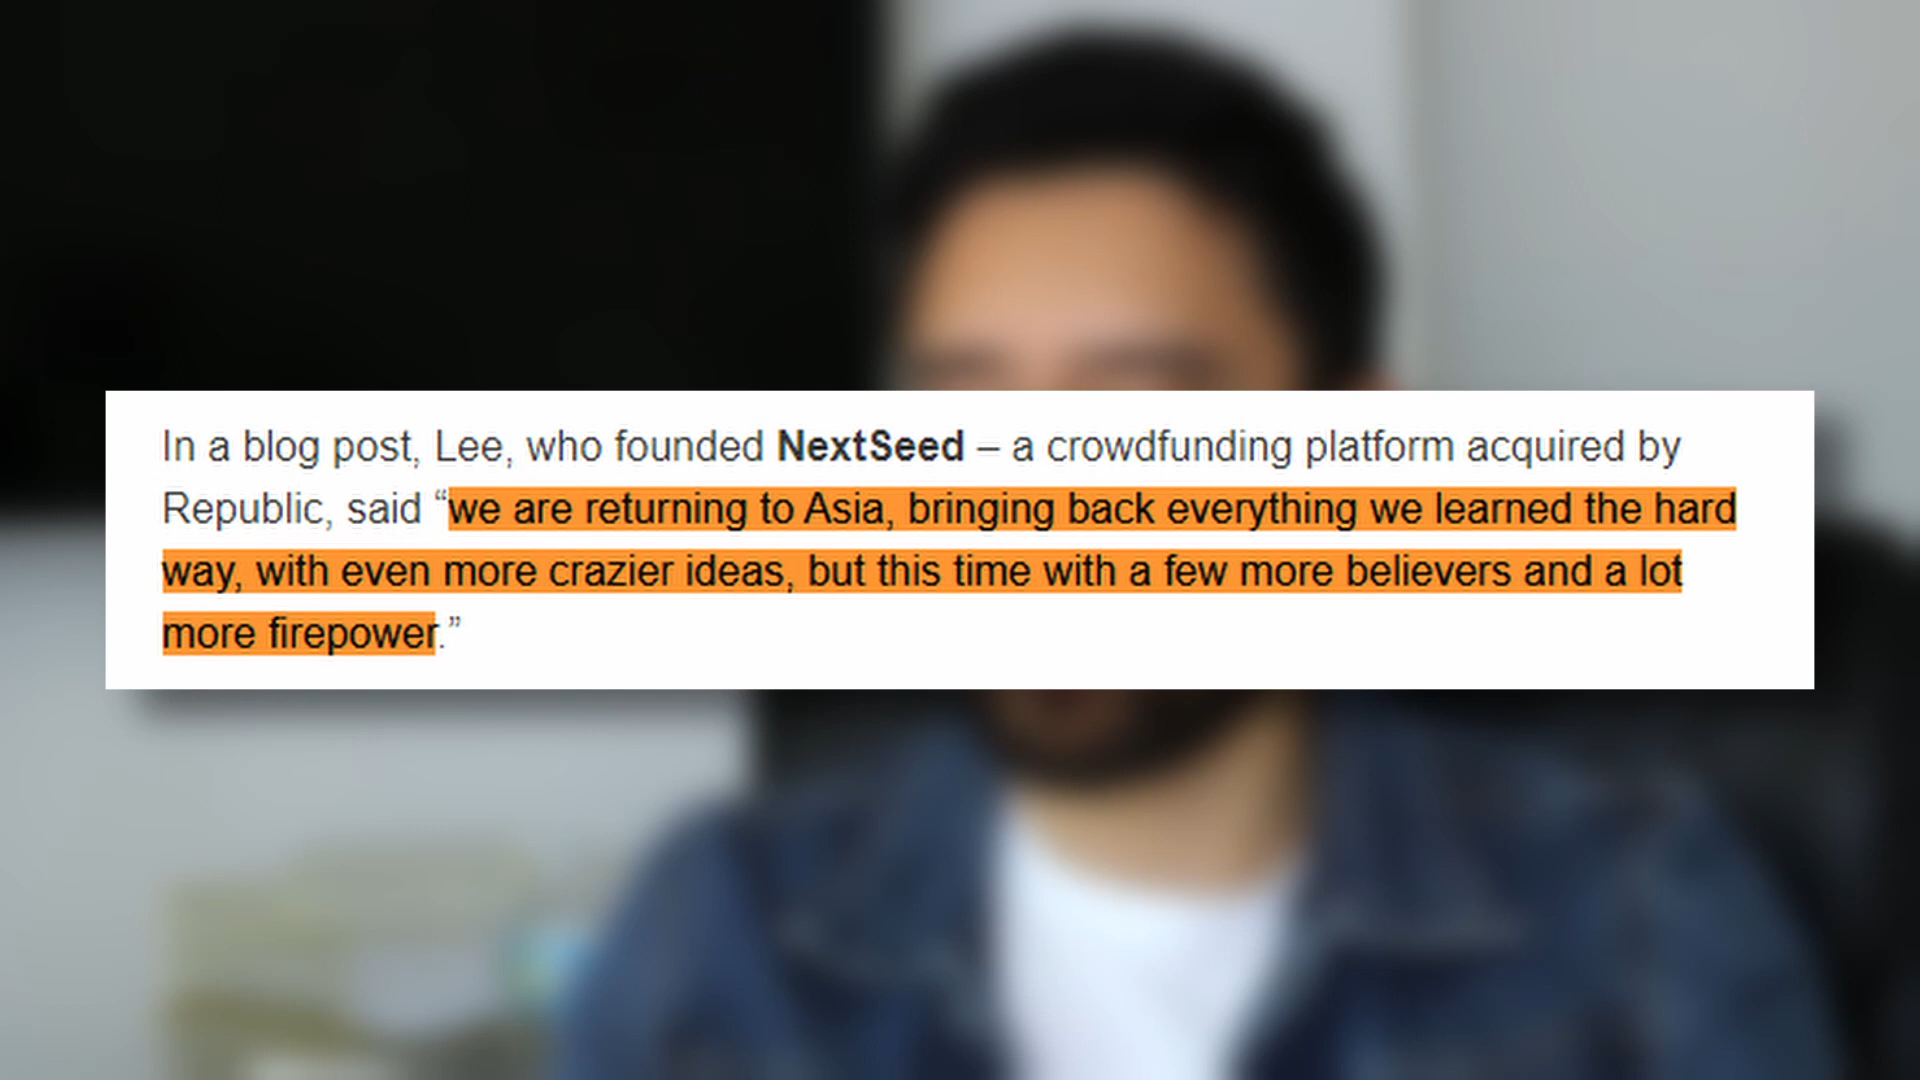 In a blog post, Lee, who founded NextSeed – a crowdfunding platform acquired by
Republic, said “we are returning to Asia, bringing back everything we learned the hard
way, with even more crazier ideas, but this time with a few more believers and a lot
more firepower.”